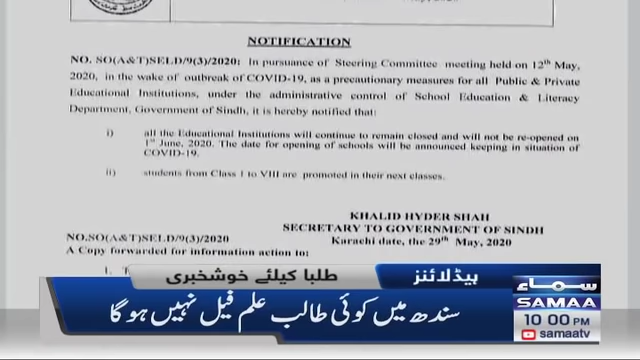 NOTIFICATION
NO. SO(A&T)SELD/9(3)/2020: In pursuance of Steering Committee meeting held on 12th May,
2020, in the wake of outbreak of COVID-19, as a precautionary measures for all Public & Private
Educational Institutions, under the administrative control of School Education & Literacy
Department, Government of Sindh, it is hereby notified that:
i) all the Educational Institutions will continue to remain closed and will not be re-opened on
1st June, 2020. The date for opening of schools will be announced keeping in situation of
COVID-19.
ii) students from Class I to VIII are promoted in their next classes.
KHALID HYDER SHAH
SECRETARY TO GOVERNMENT OF SINDH
NO.SO(A&T)SELD/9(3)/2020 Karachi date, the 29th May, 2020
A Copy forwarded for information action to:
ہیڈلائنز
طلبا کیلئے خوشخبری
سندھ میں کوئی طالب علم فیل نہیں ہوگا
سماء
SAMAA
10:00 PM
samaatv